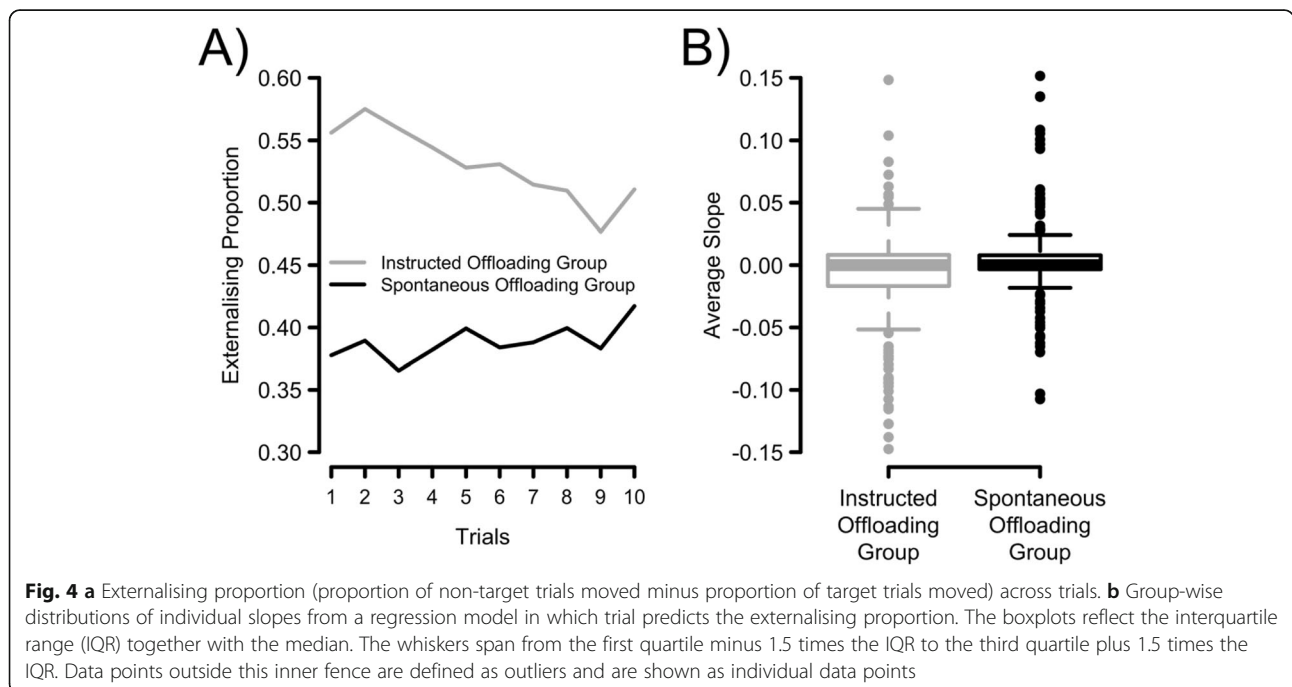 A)
0.60
0.55
0.50
0.45
0.40
0.35
0.30
Externalising Proportion
Instructed Offloading Group
Spontaneous Offloading Group
1 2 3 4 5 6 7 8 9 10
Trials
B)
0.15
0.10
0.05
0.00
-0.05
-0.10
-0.15
Average Slope
Instructed
Offloading
Group
Spontaneous
Offloading
Group
Fig. 4 a Externalising proportion (proportion of non-target trials moved minus proportion of target trials moved) across trials. b Group-wise
distributions of individual slopes from a regression model in which trial predicts the externalising proportion. The boxplots reflect the interquartile
range (IQR) together with the median. The whiskers span from the first quartile minus 1.5 times the IQR to the third quartile plus 1.5 times the
IQR. Data points outside this inner fence are defined as outliers and are shown as individual data points